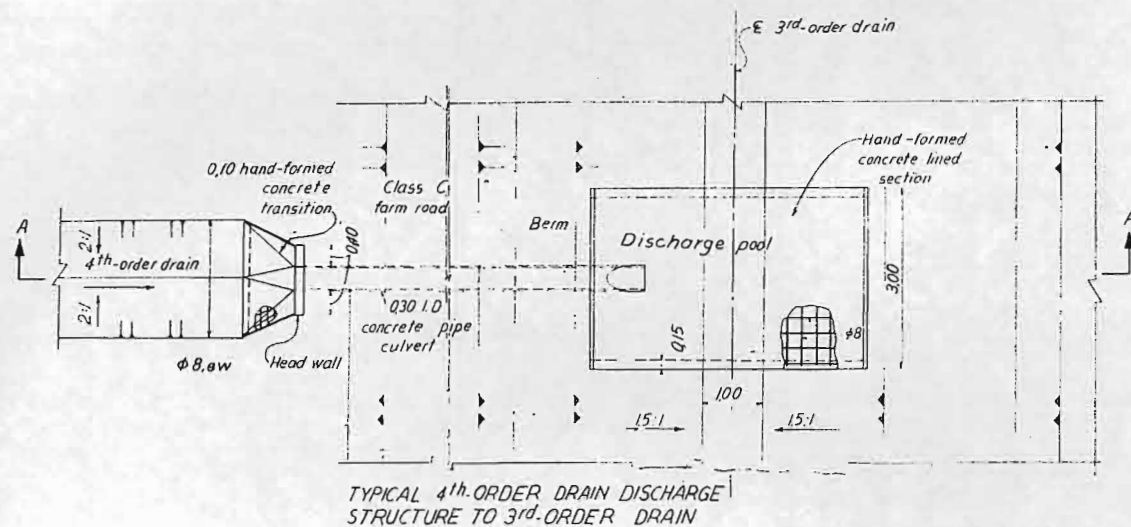 ℄ 3rd-order drain
Hand-formed
concrete lined
section
0,10 hand-formed
concrete
transition
Class C
farm road
A
A
2:1
4th-order drain
2:1
0,40
Berm
Discharge pool
3,00
0,30 I.D
concrete pipe
culvert
0,15
φ8
φ8, e w
Head wall
1,00
1,5:1
1,5:1
TYPICAL 4th-ORDER DRAIN DISCHARGE
STRUCTURE TO 3rd-ORDER DRAIN